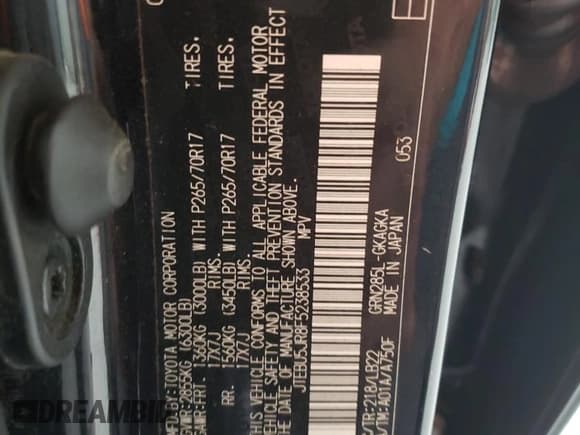 MFD BY:TOYOTA MOTOR CORPORATION
GVWR:2855KG (6300LB)
GAWR:FRT. 1360KG (3000LB) WITH P265/70R17 TIRES,
17X7J RIMS,
RR. 1560KG (3450LB) WITH P265/70R17 TIRES,
17X7J RIMS,
THIS VEHICLE CONFORMS TO ALL APPLICABLE FEDERAL MOTOR
VEHICLE SAFETY AND THEFT PREVENTION STANDARDS IN EFFECT
ON THE DATE OF MANUFACTURE SHOWN ABOVE.
JTEBU5JR8F5238533 MPV
053
C/TR:218/LB22 GRN285L-GKAGKA
A/TM:A01A/A750F MADE IN JAPAN
DREAMBID